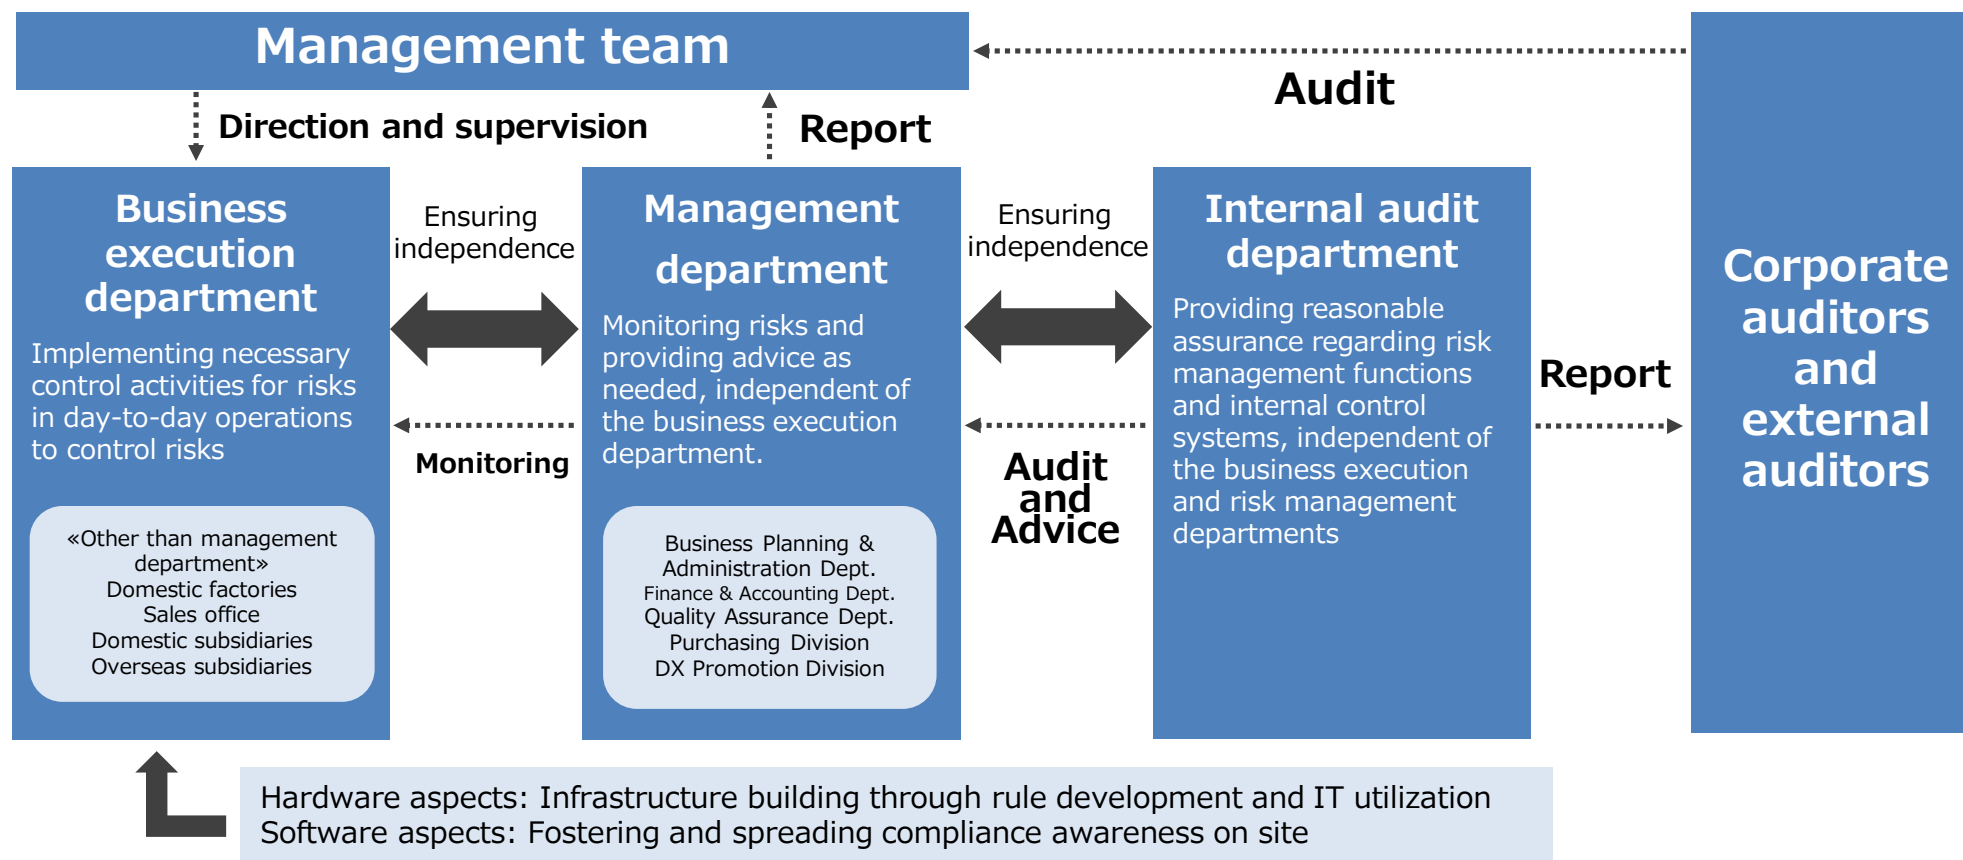 Management team
Audit
Direction and supervision
Report
Business
execution
department
Implementing necessary
control activities for risks
in day-to-day operations
to control risks
«Other than management
department»
Domestic factories
Sales office
Domestic subsidiaries
Overseas subsidiaries
Ensuring
independence
Monitoring
Management
department
Monitoring risks and
providing advice as
needed, independent of
the business execution
department.
Business Planning &
Administration Dept.
Finance & Accounting Dept.
Quality Assurance Dept.
Purchasing Division
DX Promotion Division
Ensuring
independence
Audit
and
Advice
Internal audit
department
Providing reasonable
assurance regarding risk
management functions
and internal control
systems, independent of
the business execution
and risk management
departments
Report
Corporate
auditors
and
external
auditors
Hardware aspects: Infrastructure building through rule development and IT utilization
Software aspects: Fostering and spreading compliance awareness on site